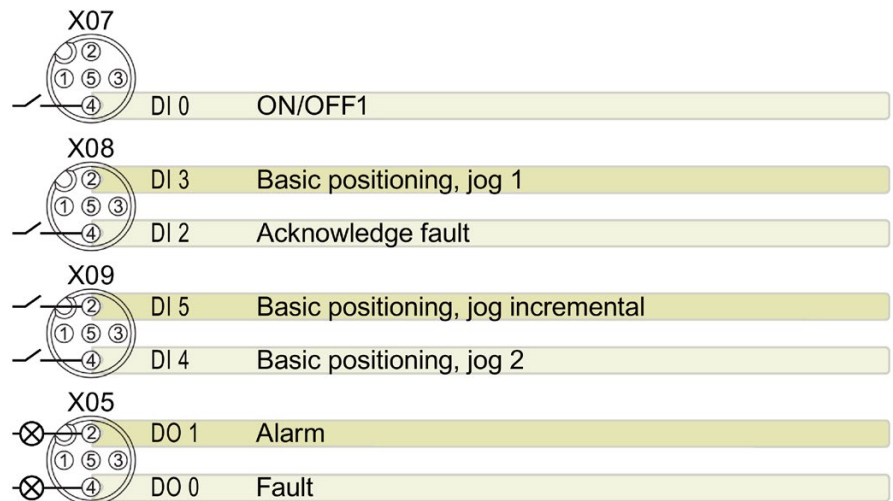 X07
②
① ⑤ ③
④ DI 0 ON/OFF1
X08
② DI 3 Basic positioning, jog 1
① ⑤ ③
④ DI 2 Acknowledge fault
X09
② DI 5 Basic positioning, jog incremental
① ⑤ ③
④ DI 4 Basic positioning, jog 2
X05
② DO 1 Alarm
① ⑤ ③
④ DO 0 Fault